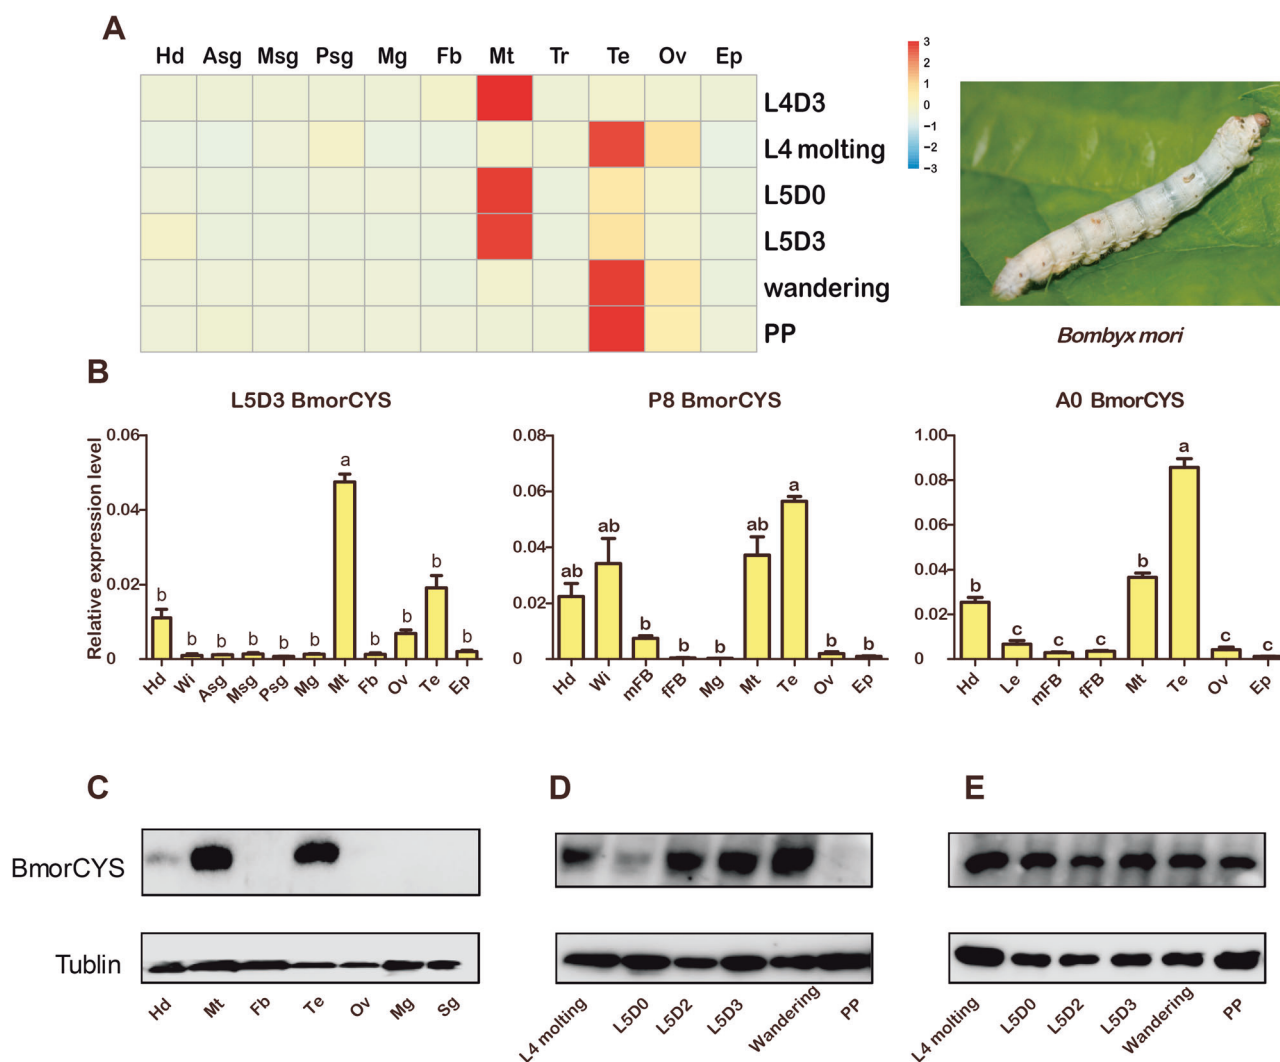 A
Hd Asg Msg Psg Mg Fb Mt Tr Te Ov Ep
L4D3
L4 molting
L5D0
L5D3
wandering
PP
3
2
1
0
−1
−2
−3
Bombyx mori
B
L5D3 BmorCYS
Relative expression level
0.06
0.04
0.02
0
b b b b b b a b b b b
Hd Wi Asg Msg Psg Mg Mt Fb Ov Te Ep
P8 BmorCYS
0.08
0.06
0.04
0.02
0
ab ab b b b ab a b b
Hd Wi mFB fFB Mg Mt Te Ov Ep
A0 BmorCYS
1.00
0.08
0.06
0.04
0.02
0
b c c c b a c c
Hd Le mFB fFB Mt Te Ov Ep
C
BmorCYS
Tublin
Hd Mt Fb Te Ov Mg Sg
D
L4 molting L5D0 L5D2 L5D3 Wandering PP
E
L4 molting L5D0 L5D2 L5D3 Wandering PP